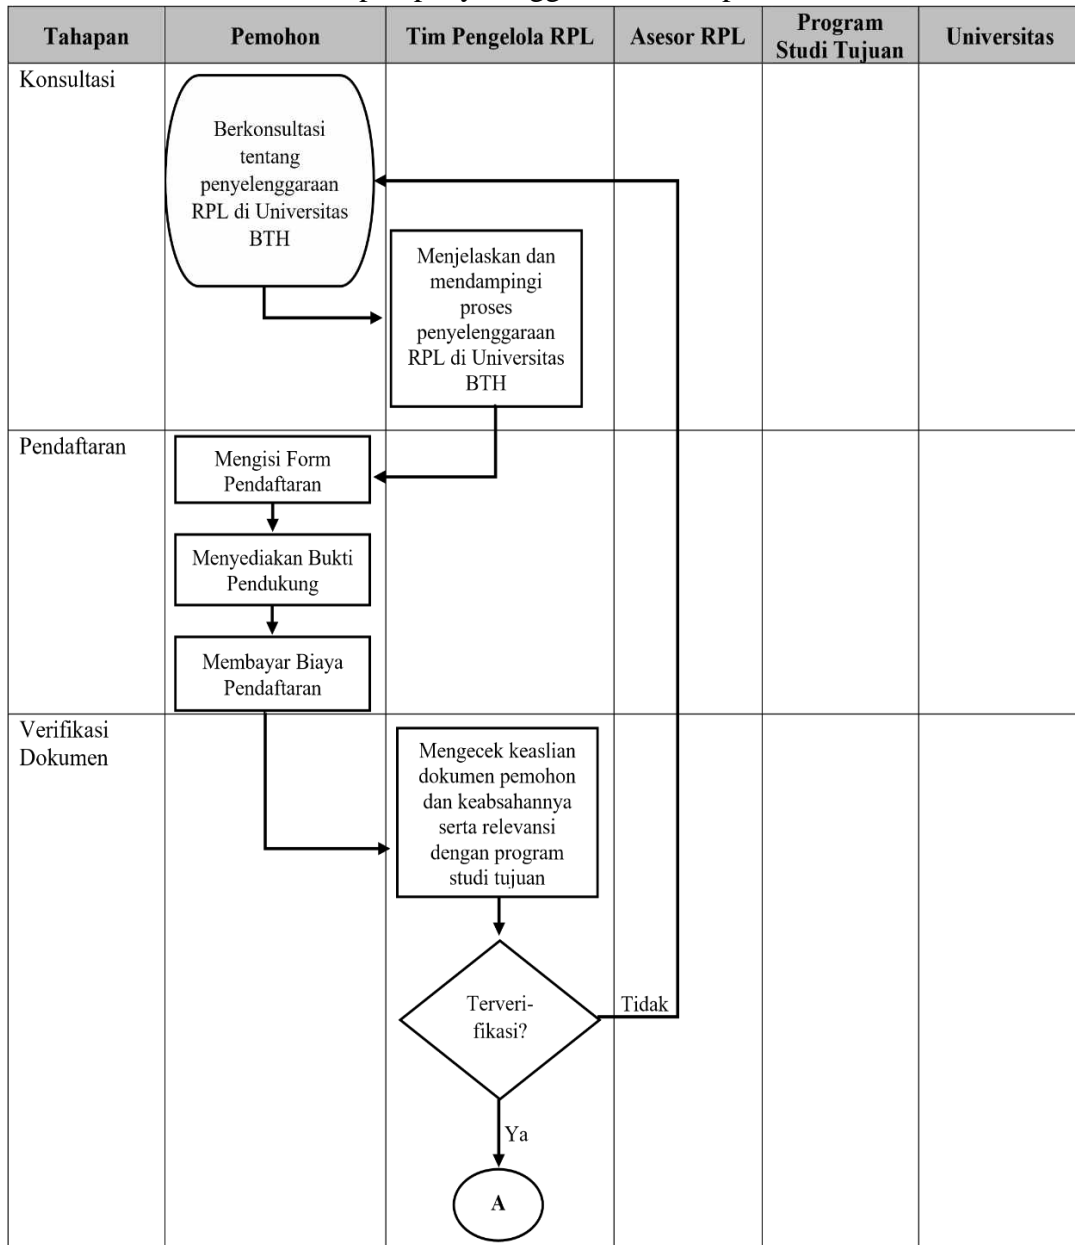 Tahapan
Pemohon
Tim Pengelola RPL
Asesor RPL
Program
Studi Tujuan
Universitas
Konsultasi
Berkonsultasi
tentang
penyelenggaraan
RPL di Universitas
BTH
Menjelaskan dan
mendampingi
proses
penyelenggaraan
RPL di Universitas
BTH
Pendaftaran
Mengisi Form
Pendaftaran
Menyediakan Bukti
Pendukung
Membayar Biaya
Pendaftaran
Verifikasi
Dokumen
Mengecek keaslian
dokumen pemohon
dan keabsahannya
serta relevansi
dengan program
studi tujuan
Terveri-
fikasi?
Tidak
Ya
A